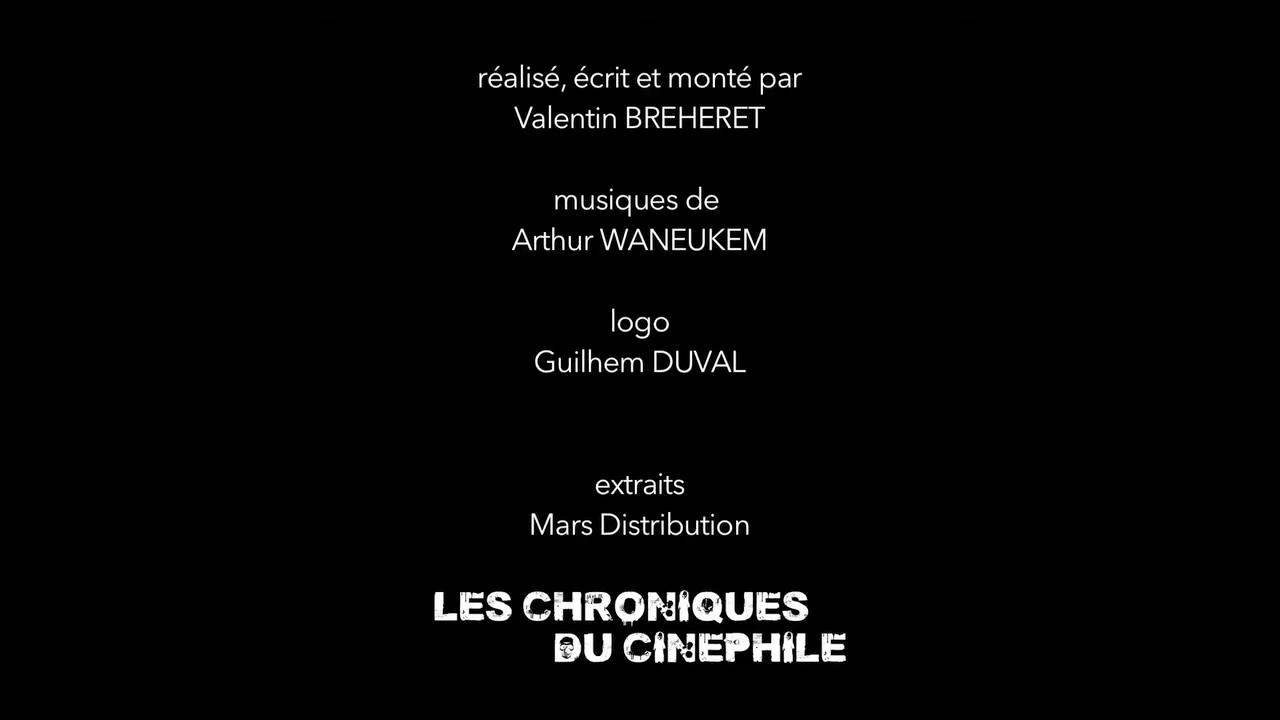 réalisé, écrit et monté par
Valentin BREHERET
musiques de
Arthur WANEUKEM
logo
Guilhem DUVAL
extraits
Mars Distribution
LES CHRONIQUES
DU CINEPHILE